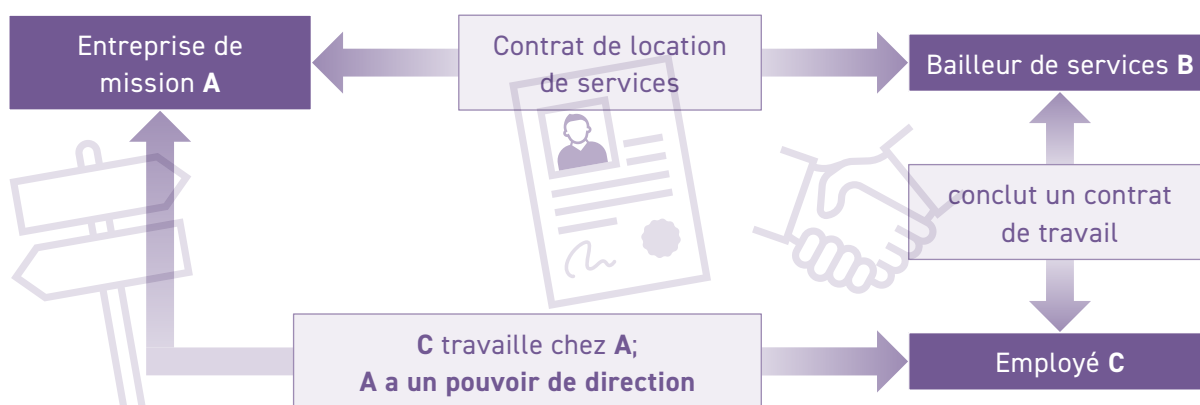 Entreprise de
mission A
Contrat de location
de services
Bailleur de services B
conclut un contrat
de travail
C travaille chez A;
A a un pouvoir de direction
Employé C